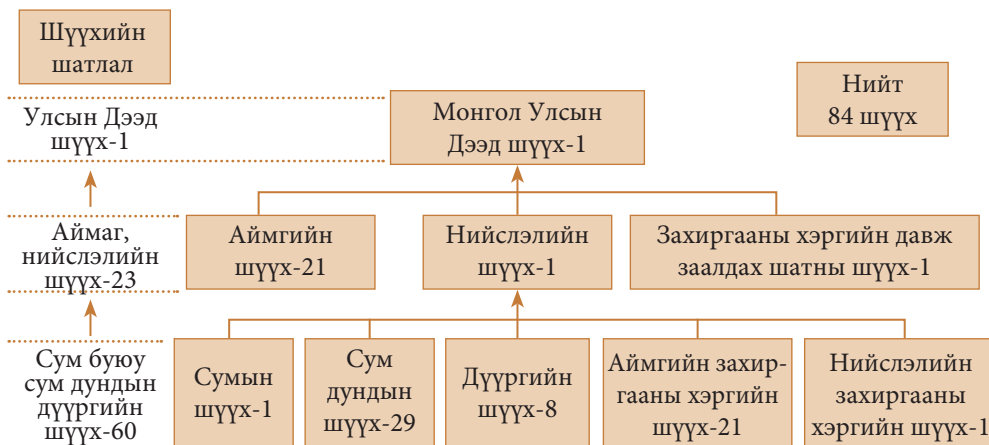 Шүүхийн
шатлал
Нийт
84 шүүх
Улсын Дээд
шүүх-1
Монгол Улсын
Дээд шүүх-1
Аймаг,
нийслэлийн
шүүх-23
Аймгийн
шүүх-21
Нийслэлийн
шүүх-1
Захиргааны хэргийн давж
заалдах шатны шүүх-1
Сум буюу
сум дундын
дүүргийн
шүүх-60
Сумын
шүүх-1
Сум
дундын
шүүх-29
Дүүргийн
шүүх-8
Аймгийн захир-
гааны хэргийн
шүүх-21
Нийслэлийн
захиргааны
хэргийн шүүх-1